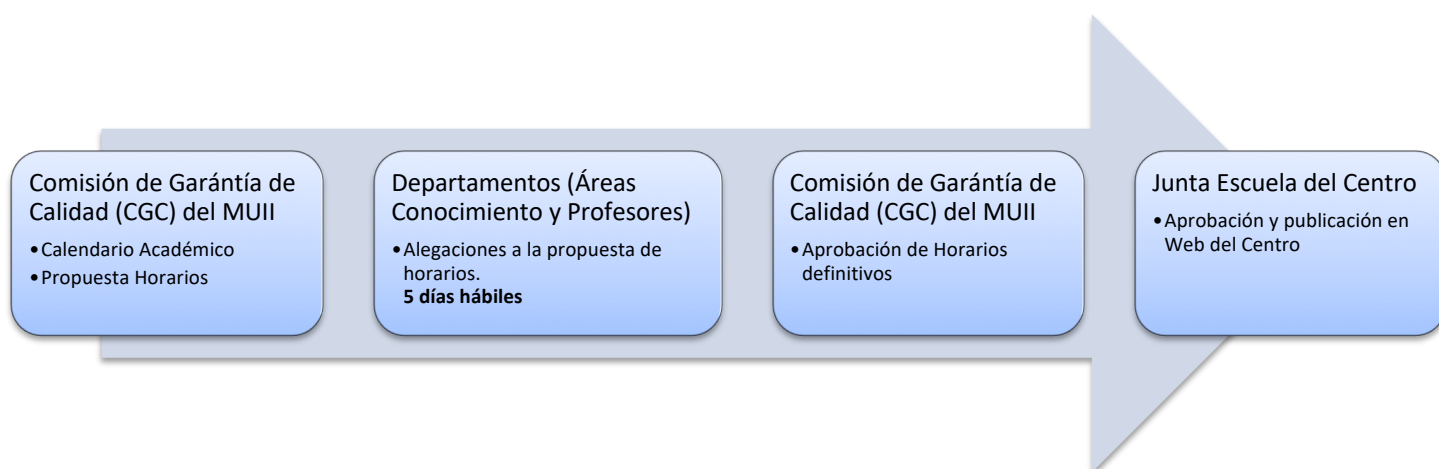 Comisión de Garántía de
Calidad (CGC) del MUII
•Calendario Académico
•Propuesta Horarios
Departamentos (Áreas
Conocimiento y Profesores)
•Alegaciones a la propuesta de
horarios.
5 días hábiles
Comisión de Garántía de
Calidad (CGC) del MUII
•Aprobación de Horarios
definitivos
Junta Escuela del Centro
•Aprobación y publicación en
Web del Centro